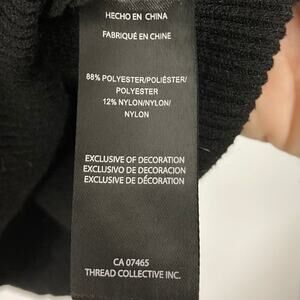 HECHO EN CHINA
FABRIQUÉ EN CHINE
88% POLYESTER/POLIÉSTER/
POLYESTER
12% NYLON/NYLON/
NYLON
EXCLUSIVE OF DECORATION
EXCLUSIVO DE DECORACION
EXCLUSIVE DE DÉCORATION
CA 07465
THREAD COLLECTIVE INC.